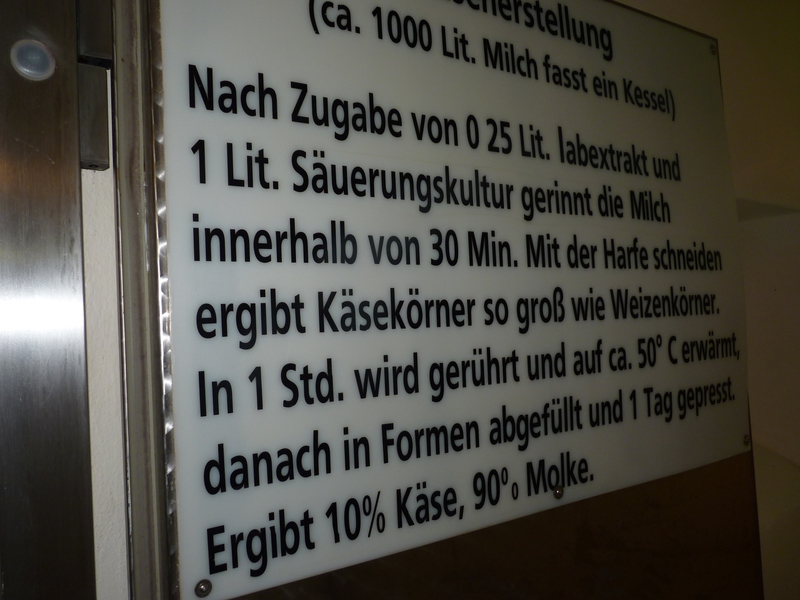 (ca. 1000 Lit. Milch fasst ein Kessel)
Nach Zugabe von 0 25 Lit. labextrakt und
1 Lit. Säuerungskultur gerinnt die Milch
innerhalb von 30 Min. Mit der Harfe schneiden
ergibt Käsekörner so groß wie Weizenkörner.
In 1 Std. wird gerührt und auf ca. 50° C erwärmt,
danach in Formen abgefüllt und 1 Tag gepresst.
Ergibt 10% Käse, 90% Molke.